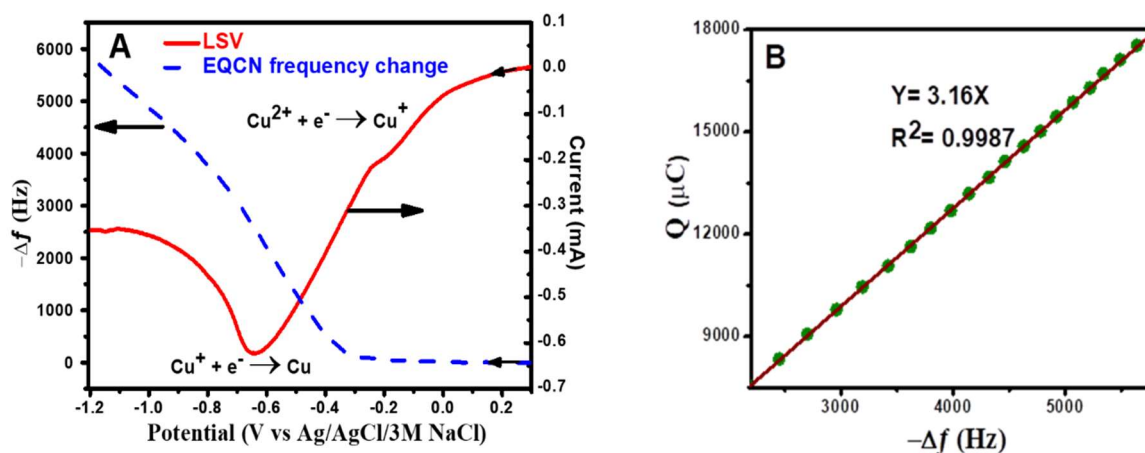 A
LSV
EQCN frequency change
Cu2+ + e- → Cu+
Cu+ + e- → Cu
6000
5000
4000
3000
2000
1000
0
−Δf (Hz)
0.1
0.0
-0.1
-0.2
-0.3
-0.4
-0.5
-0.6
-0.7
Current (mA)
-1.2 -1.0 -0.8 -0.6 -0.4 -0.2 0.0 0.2
Potential (V vs Ag/AgCl/3M NaCl)
B
Y= 3.16X
R2= 0.9987
18000
15000
12000
9000
Q (μC)
3000 4000 5000
−Δf (Hz)